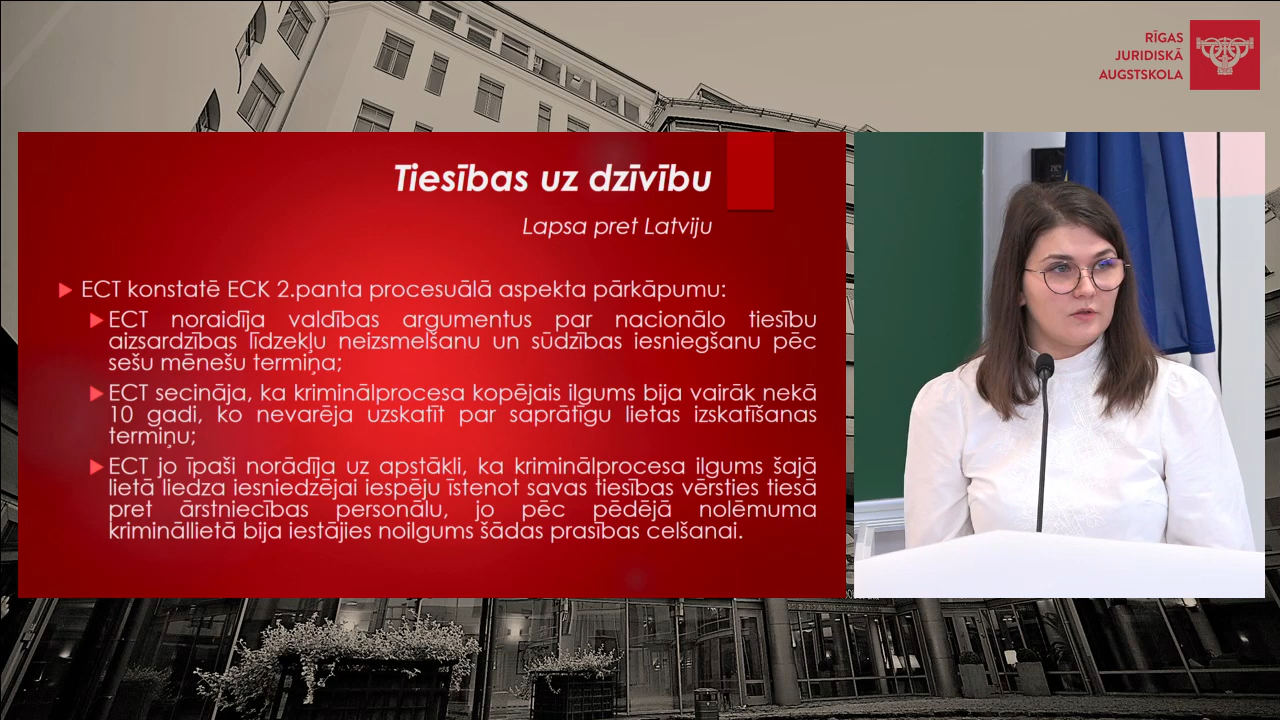 RĪGAS
JURIDISKĀ
AUGSTSKOLA
Tiesības uz dzīvību
Lapsa pret Latviju
ECT konstatē ECK 2.panta procesuālā aspekta pārkāpumu:
ECT noraidīja valdības argumentus par nacionālo tiesību
aizsardzības līdzekļu neizsmelšanu un sūdzības iesniegšanu pēc
sešu mēnešu termiņa;
ECT secināja, ka kriminālprocesa kopējais ilgums bija vairāk nekā
10 gadi, ko nevarēja uzskatīt par saprātīgu lietas izskatīšanas
termiņu;
ECT jo īpaši norādīja uz apstākli, ka kriminālprocesa ilgums šajā
lietā liedza iesniedzējai iespēju īstenot savas tiesības vērsties tiesā
pret ārstniecības personālu, jo pēc pēdējā nolēmuma
krimināllietā bija iestājies noilgums šādas prasības celšanai.